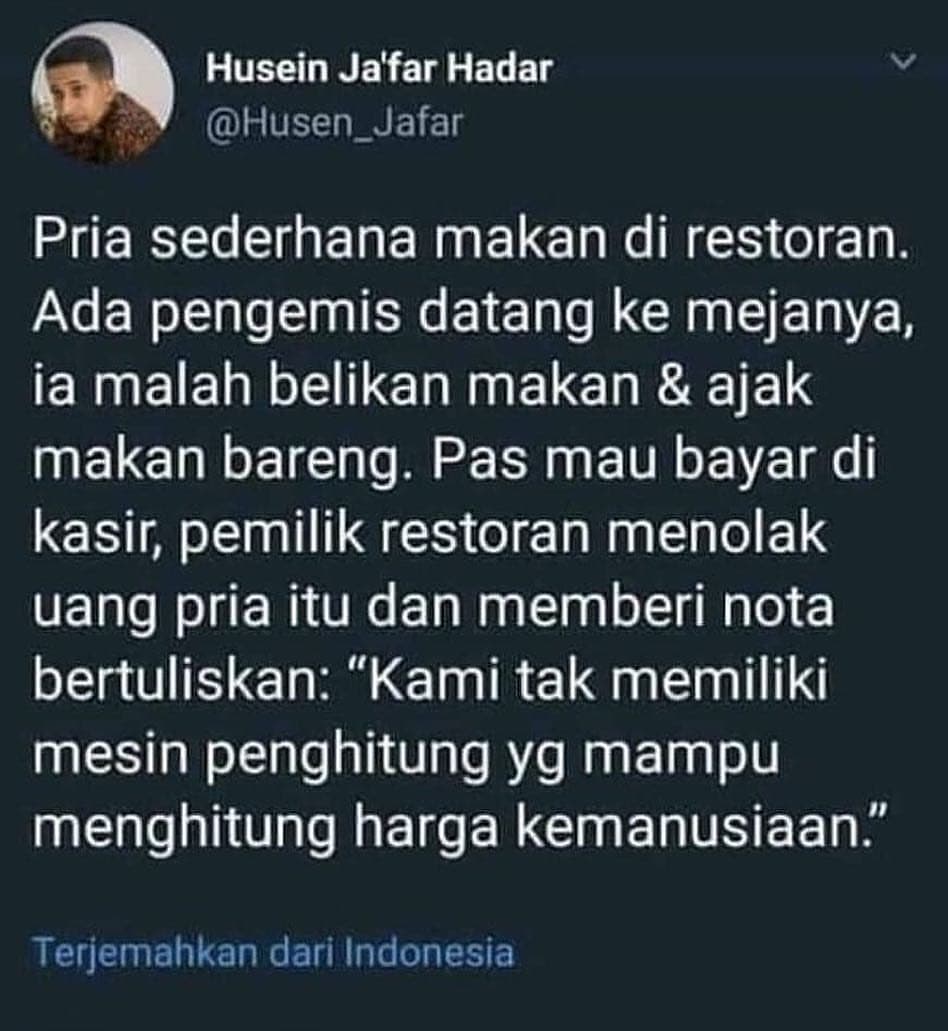 Husein Ja'far Hadar
@Husen_Jafar
Pria sederhana makan di restoran.
Ada pengemis datang ke mejanya,
ia malah belikan makan & ajak
makan bareng. Pas mau bayar di
kasir, pemilik restoran menolak
uang pria itu dan memberi nota
bertuliskan: “Kami tak memiliki
mesin penghitung yg mampu
menghitung harga kemanusiaan.”
Terjemahkan dari Indonesia